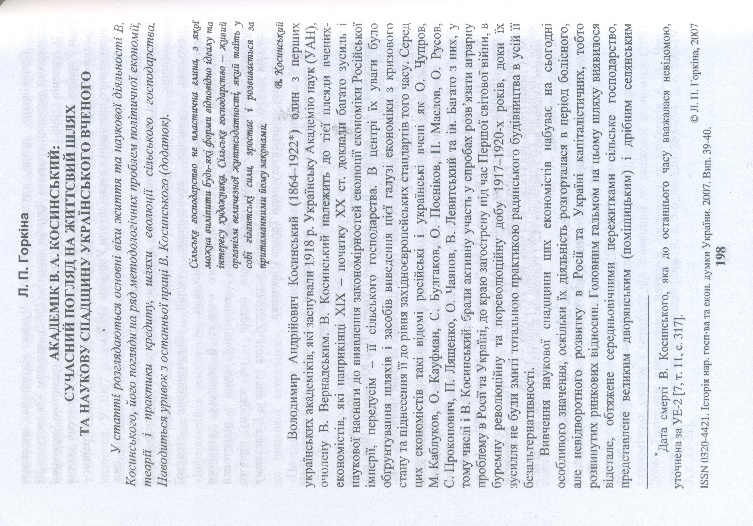 Л. П. Горкіна
АКАДЕМІК В. А. КОСИНСЬКИЙ:
СУЧАСНИЙ ПОГЛЯД НА ЖИТТЄВИЙ ШЛЯХ
ТА НАУКОВУ СПАДЩИНУ УКРАЇНСЬКОГО ВЧЕНОГО
У статті розглядаються основні віхи життя та наукової діяльності В.
Косинського, його погляди на ряд методологічних проблем політичної економії,
теорії і практики кредиту, шляхи еволюції сільського господарства.
Наводиться уривок з останньої праці В. Косинського (додаток).
Сільське господарство не пластична глина, з якої
можна виліпити будь-які форми відповідно ідеалу та
інтересу художника. Сільське господарство – живий
організм величезної життєздатності, який таїть у
собі гігантські сили, зростає і розвивається за
притаманними йому законами.
В. Косинський
Володимир Андрійович Косинський (1864–1922*) один з перших
українських академіків, які заснували 1918 р. Українську Академію наук (УАН),
очолену В. Вернадським. В. Косинський належить до тієї плеяди вчених-
економістів, які наприкінці XIX – початку XX ст. доклали багато зусиль і
наукової наснаги до виявлення закономірностей еволюції економіки Російської
імперії, передусім – її сільського господарства. В центрі їх уваги було
обґрунтування шляхів і засобів виведення цієї галузі економіки з кризового
стану та піднесення її до рівня західноєвропейських стандартів того часу. Серед
цих економістів такі відомі російські і українські вчені як О. Чупров,
М. Каблуков, О. Кауфман, С. Булгаков, О. Посніков, П. Маслов, О. Русов,
С. Прокопович, П. Лященко, О. Чаянов, В. Левитський та ін. Багато з них, у
тому числі і В. Косинський. брали активну участь у спробах розв’язати аграрну
проблему в Росії та Україні, до краю загострену під час Першої світової війни, в
буремну революційну та пореволюційну добу 1917–1920-х років, доки їх
зусилля не були змиті тотальною практикою радянського будівництва в усій її
безальтернативності.
Вивчення наукової спадщини цих економістів набуває на сьогодні
особливого значення, оскільки їх діяльність розгорталася в період болісного,
але невідворотного розвитку в Росії та Україні капіталістичних, тобто
розвинутих ринкових відносин. Головним гальмом на цьому шляху виявилося
відстале, обтяжене середньовічними пережитками сільське господарство,
представлене великим дворянським (поміщицьким) і дрібним селянським
*Дата смерті В. Косинського, яка до останнього часу вважалася невідомою,
уточнена за УЕ-2 [7, т. 11, с. 317].
© Л. П. Горкіна, 2007
ISSN 0320-4421. Історія нар. госп-ва та екон. думки України. 2007. Вип. 39-40.
198